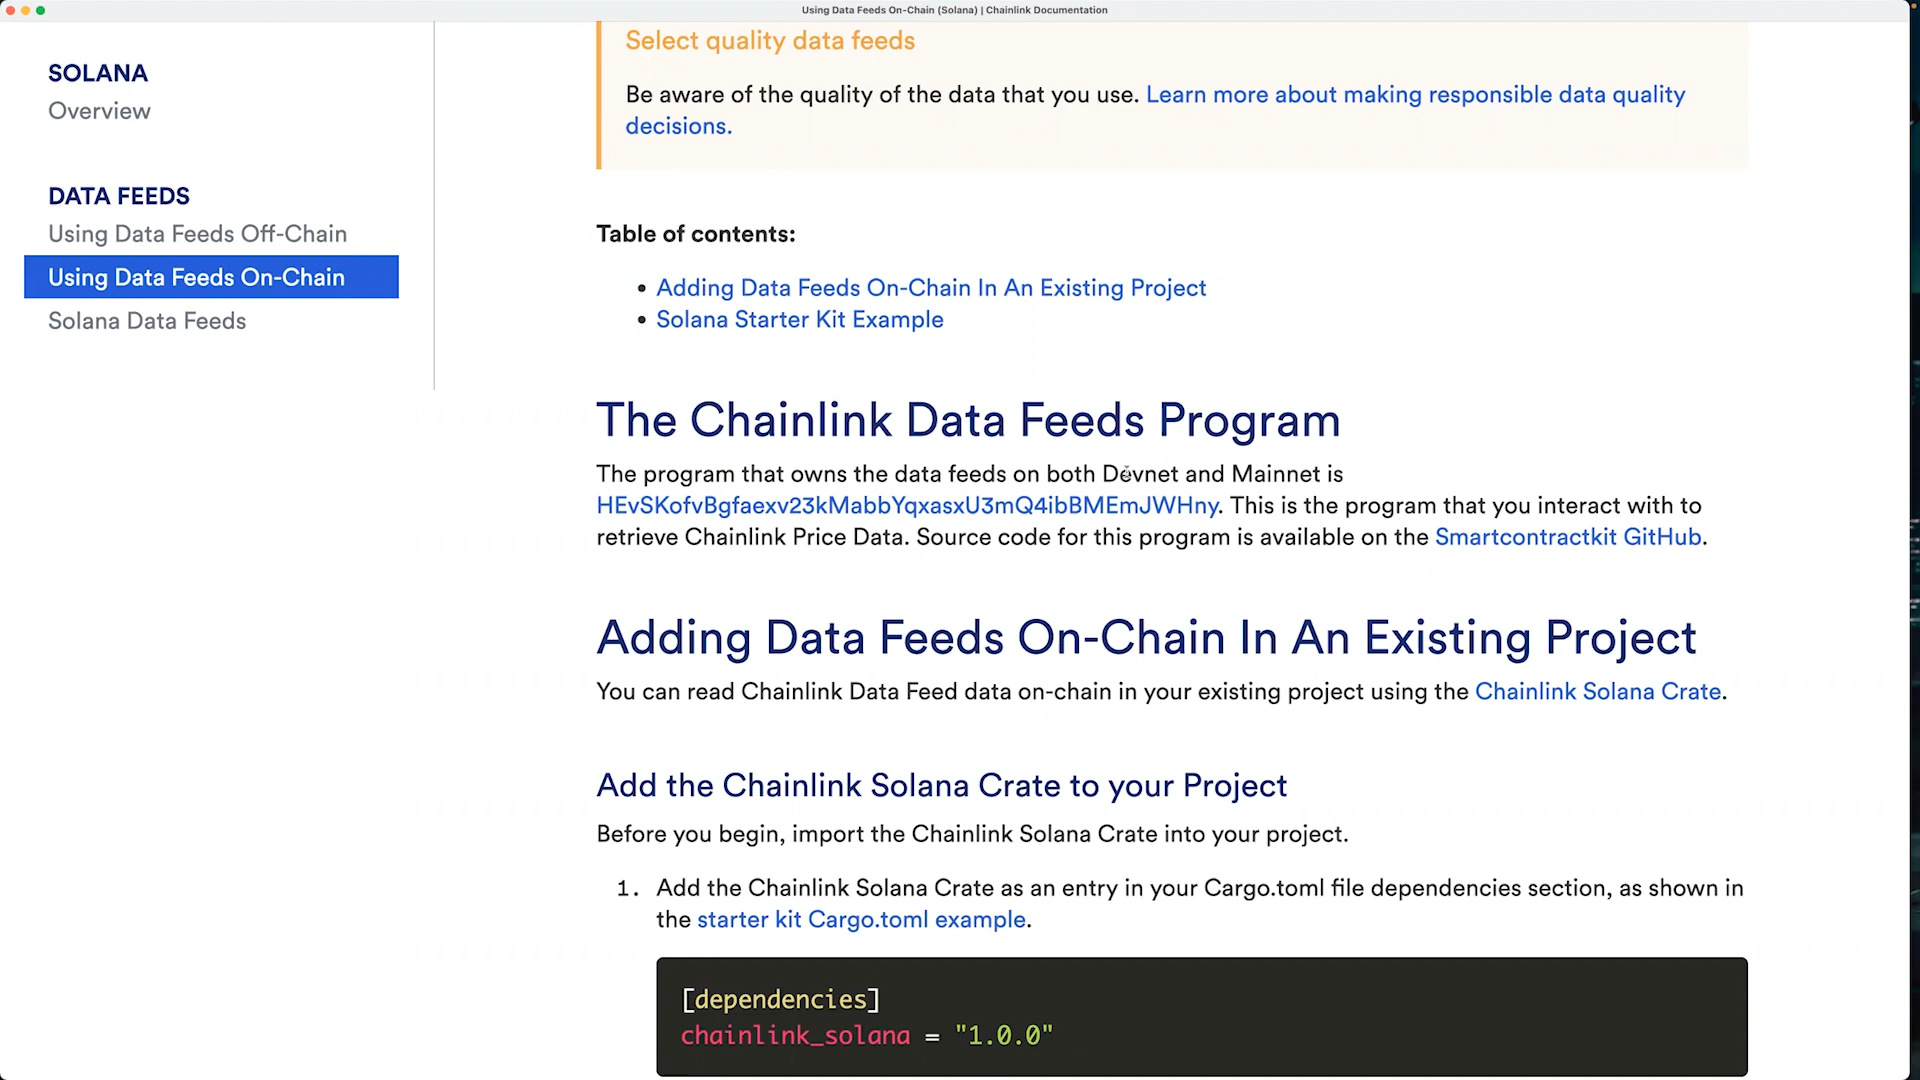 Using Data Feeds On-Chain (Solana) | Chainlink Documentation
SOLANA
Overview
DATA FEEDS
Using Data Feeds Off-Chain
Using Data Feeds On-Chain
Solana Data Feeds
Select quality data feeds
Be aware of the quality of the data that you use. Learn more about making responsible data quality
decisions.
Table of contents:
• Adding Data Feeds On-Chain In An Existing Project
• Solana Starter Kit Example
The Chainlink Data Feeds Program
The program that owns the data feeds on both Devnet and Mainnet is
HEvSKofvBgfaexv23kMabbYqxasxU3mQ4ibBMEmJWHny. This is the program that you interact with to
retrieve Chainlink Price Data. Source code for this program is available on the Smartcontractkit GitHub.
Adding Data Feeds On-Chain In An Existing Project
You can read Chainlink Data Feed data on-chain in your existing project using the Chainlink Solana Crate.
Add the Chainlink Solana Crate to your Project
Before you begin, import the Chainlink Solana Crate into your project.
1. Add the Chainlink Solana Crate as an entry in your Cargo.toml file dependencies section, as shown in
the starter kit Cargo.toml example.
[dependencies]
chainlink_solana = "1.0.0"